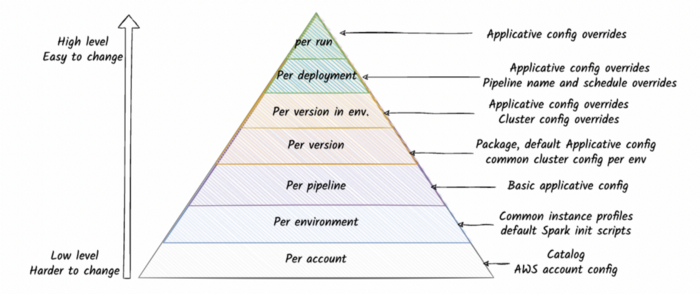 High level
Easy to change
per run
Applicative config overrides
Per deployment
Applicative config overrides
Pipeline name and schedule overrides
Per version in env.
Applicative config overrides
Cluster config overrides
Per version
Package, default Applicative config
common cluster config per env
Per pipeline
Basic applicative config
Per environment
Common instance profiles
default Spark init scripts
Low level
Harder to change
Per account
Catalog
AWS account config